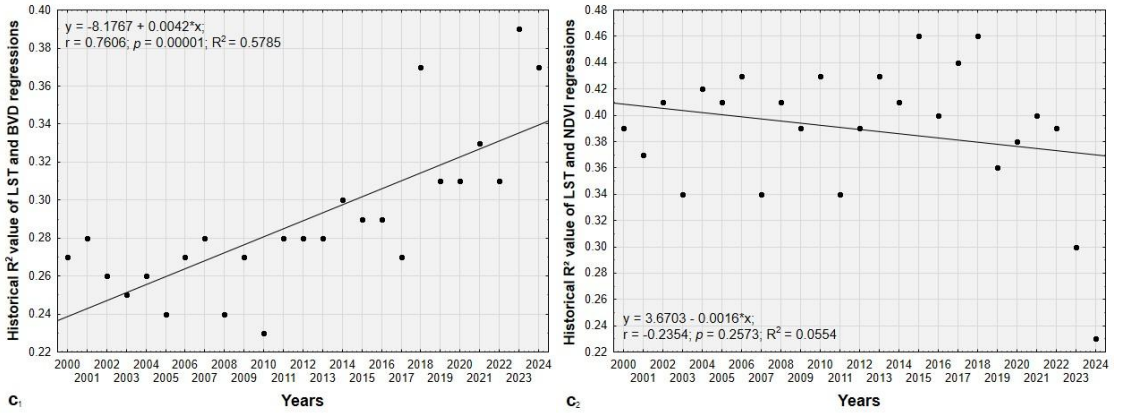 Historical R² value of LST and BVD regressions
0.40
0.38
0.36
0.34
0.32
0.30
0.28
0.26
0.24
0.22
y = -8.1767 + 0.0042*x;
r = 0.7606; p = 0.00001; R² = 0.5785
2000 2002 2004 2006 2008 2010 2012 2014 2016 2018 2020 2022 2024
2001 2003 2005 2007 2009 2011 2013 2015 2017 2019 2021 2023
c₁
Years
Historical R² value of LST and NDVI regressions
0.48
0.46
0.44
0.42
0.40
0.38
0.36
0.34
0.32
0.30
0.28
0.26
0.24
0.22
y = 3.6703 - 0.0016*x;
r = -0.2354; p = 0.2573; R² = 0.0554
2000 2002 2004 2006 2008 2010 2012 2014 2016 2018 2020 2022 2024
2001 2003 2005 2007 2009 2011 2013 2015 2017 2019 2021 2023
c₂
Years